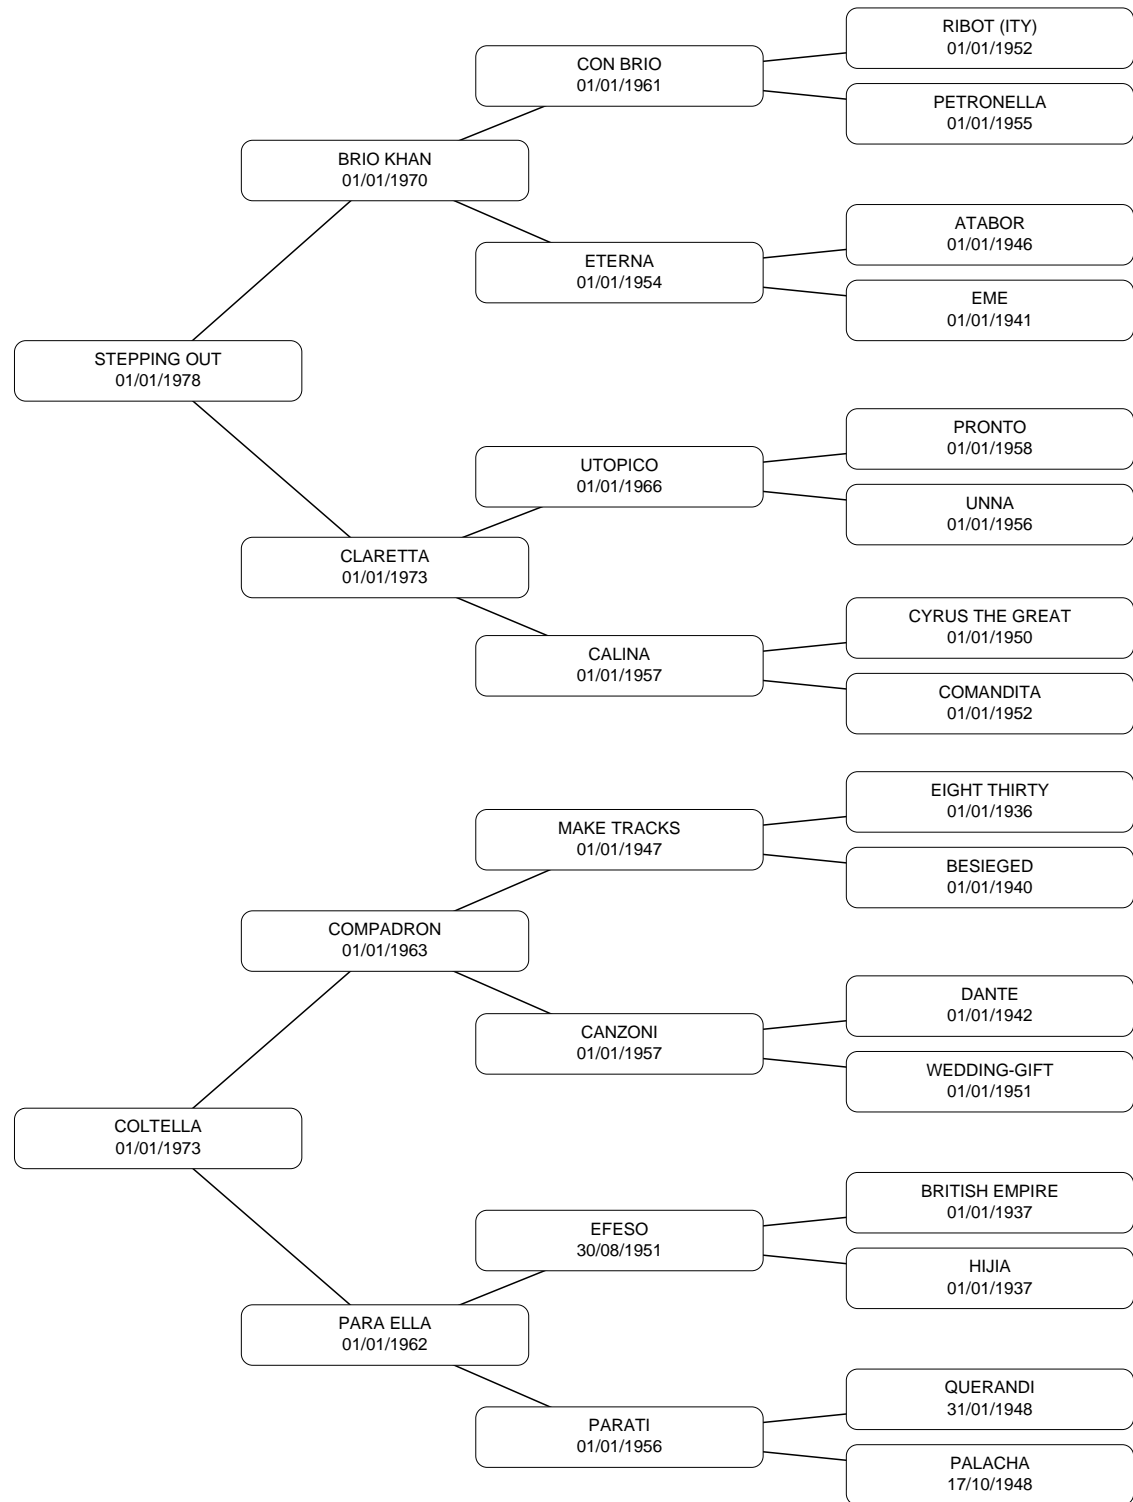 RIBOT (ITY)
01/01/1952
CON BRIO
01/01/1961
PETRONELLA
01/01/1955
BRIO KHAN
01/01/1970
ATABOR
01/01/1946
ETERNA
01/01/1954
EME
01/01/1941
STEPPING OUT
01/01/1978
PRONTO
01/01/1958
UTOPICO
01/01/1966
UNNA
01/01/1956
CLARETTA
01/01/1973
CYRUS THE GREAT
01/01/1950
CALINA
01/01/1957
COMANDITA
01/01/1952
EIGHT THIRTY
01/01/1936
MAKE TRACKS
01/01/1947
BESIEGED
01/01/1940
COMPADRON
01/01/1963
DANTE
01/01/1942
CANZONI
01/01/1957
WEDDING-GIFT
01/01/1951
COLTELLA
01/01/1973
BRITISH EMPIRE
01/01/1937
EFESO
30/08/1951
HIJIA
01/01/1937
PARA ELLA
01/01/1962
QUERANDI
31/01/1948
PARATI
01/01/1956
PALACHA
17/10/1948